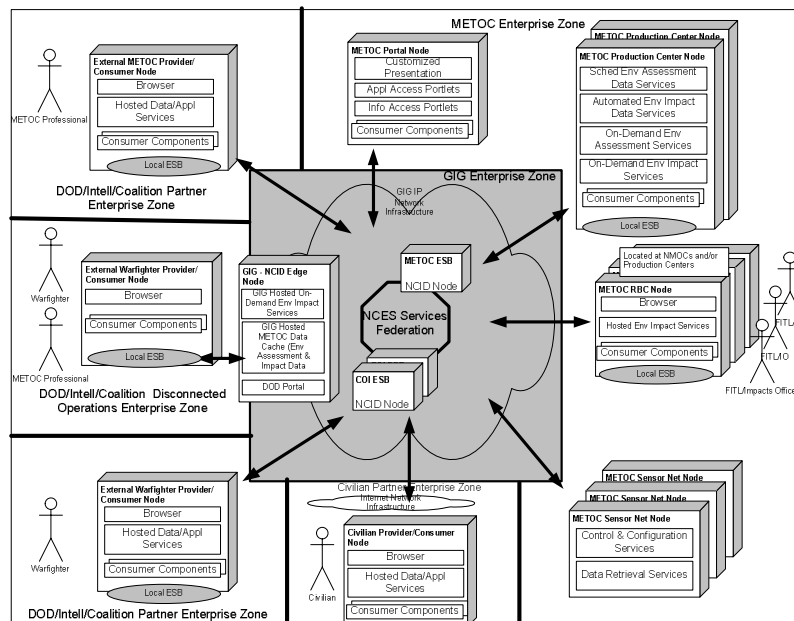 METOC Enterprise Zone
External METOC Provider/
Consumer Node
Browser
Hosted Data/Appl
Services
Consumer Components
Local ESB
METOC Professional
DOD/Intell/Coalition Partner
Enterprise Zone
METOC Portal Node
Customized
Presentation
Appl Access Portlets
Info Access Portlets
Consumer Components
METOC Production Center Node
METOC Production Center Node
Sched Env Assessment
Data Services
Automated Env Impact
Data Services
On-Demand Env
Assessment Services
On-Demand Env Impact
Services
Consumer Components
Local ESB
GIG Enterprise Zone
GIG IP
Network
Infrastructure
METOC ESB
NCID Node
NCES Services
Federation
COI ESB
NCID Node
Warfighter
METOC Professional
External Warfighter Provider/
Consumer Node
Browser
Consumer Components
Local ESB
DOD/Intell/Coalition Disconnected
Operations Enterprise Zone
GIG - NCID Edge
Node
GIG Hosted On-
Demand Env Impact
Services
GIG Hosted
METOC Data
Cache (Env
Assessment &
Impact Data
DOD Portal
Located at NMOCs and/or
Production Centers
METOC RBC Node
Browser
Hosted Env Impact Services
Consumer Components
Local ESB
FITL/IO
FITL/Impacts Office
External Warfighter Provider/
Consumer Node
Browser
Hosted Data/Appl
Services
Consumer Components
Local ESB
Warfighter
DOD/Intell/Coalition Partner Enterprise Zone
Civilian Partner Enterprise Zone
Internet Network
Infrastructure
Civilian Provider/Consumer
Node
Browser
Hosted Data/Appl
Services
Consumer Components
Civilian
METOC Sensor Net Node
METOC Sensor Net Node
METOC Sensor Net Node
Control & Configuration
Services
Data Retrieval Services